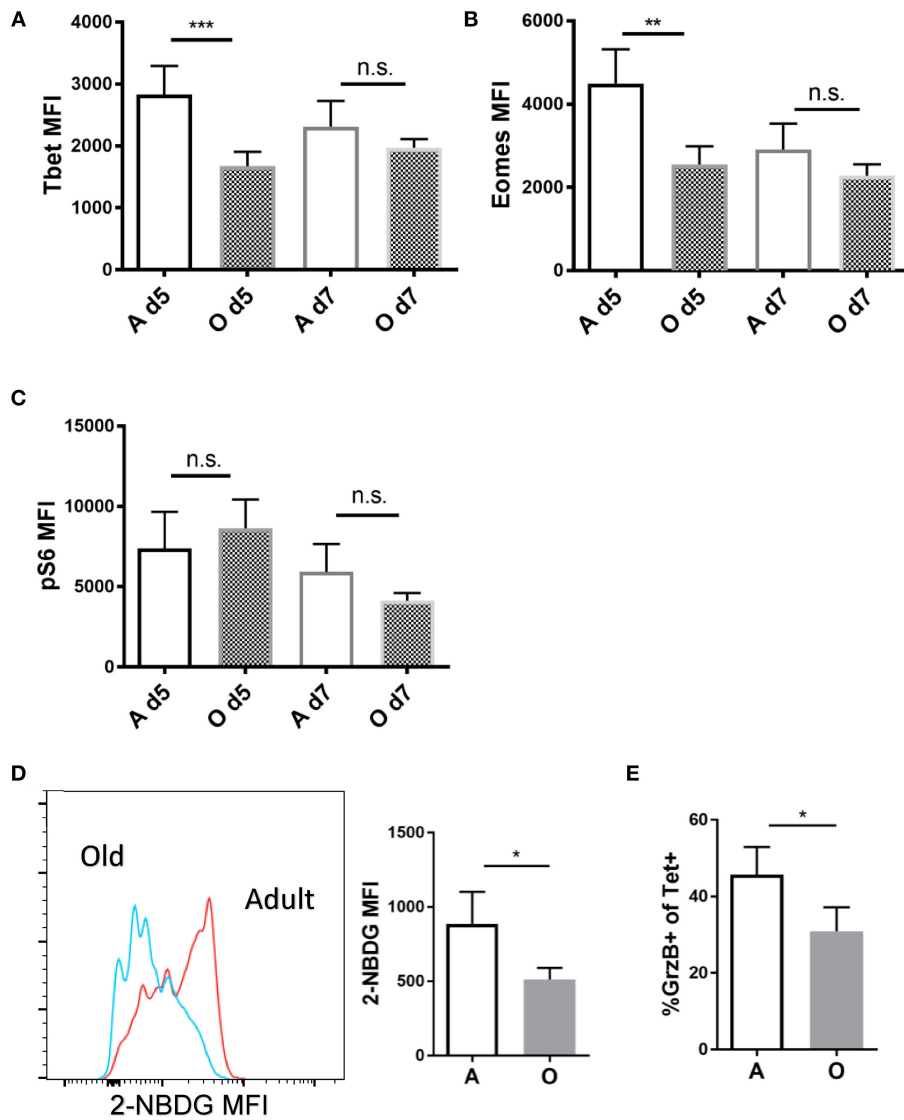 A
Tbet MFI
4000
3000
2000
1000
0
***
n.s.
A d5
O d5
A d7
O d7
B
Eomes MFI
6000
4000
2000
0
**
n.s.
A d5
O d5
A d7
O d7
C
pS6 MFI
15000
10000
5000
0
n.s.
n.s.
A d5
O d5
A d7
O d7
D
Old
Adult
2-NBDG MFI
2-NBDG MFI
1500
1000
500
0
*
A
O
E
%GrzB+ of Tet+
60
40
20
0
*
A
O